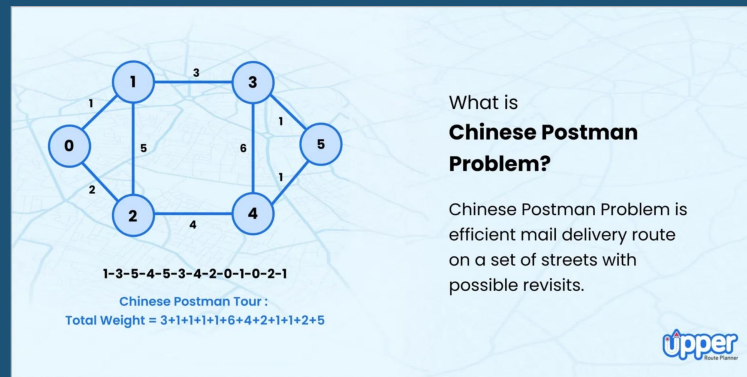 1
3
3
1
1
0
5
6
5
2
1
2
4
4
1-3-5-4-5-3-4-2-0-1-0-2-1
Chinese Postman Tour :
Total Weight = 3+1+1+1+1+6+4+2+1+1+2+5
What is
Chinese Postman
Problem?
Chinese Postman Problem is
efficient mail delivery route
on a set of streets with
possible revisits.
upper
Route Planner